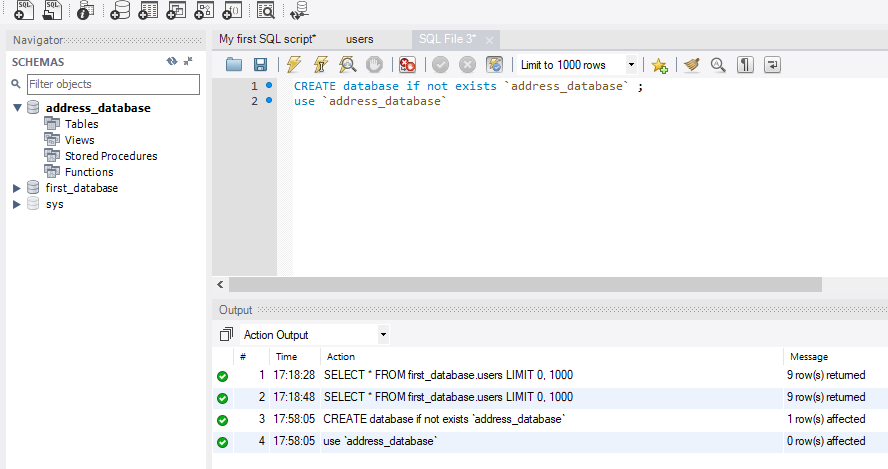 SQL SQL
Navigator
SCHEMAS
Filter objects
address_database
Tables
Views
Stored Procedures
Functions
first_database
sys
My first SQL script* users SQL File 3*
Limit to 1000 rows
1 CREATE database if not exists `address_database` ;
2 use `address_database`
Output
Action Output
# Time Action Message
1 17:18:28 SELECT * FROM first_database.users LIMIT 0, 1000 9 row(s) returned
2 17:18:48 SELECT * FROM first_database.users LIMIT 0, 1000 9 row(s) returned
3 17:58:05 CREATE database if not exists `address_database` 1 row(s) affected
4 17:58:05 use `address_database` 0 row(s) affected